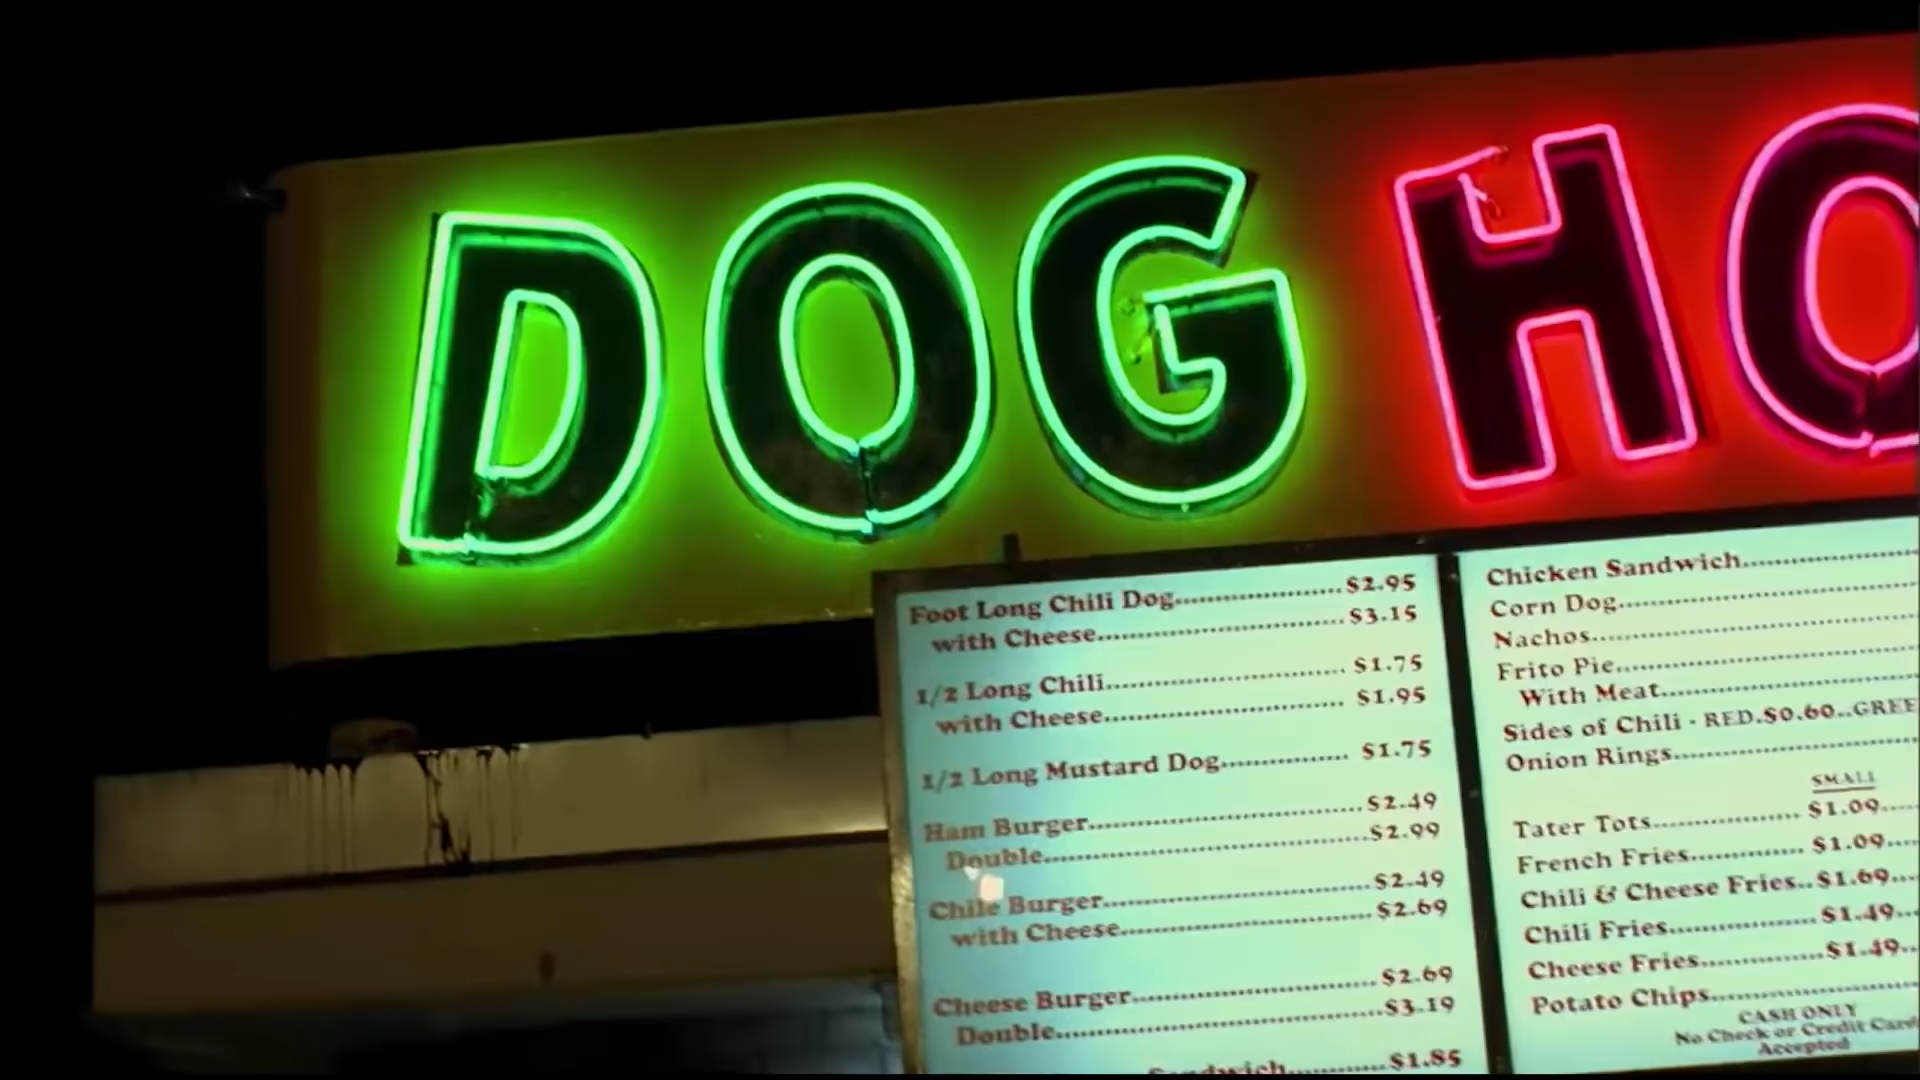 DOG HO
Foot Long Chili Dog......................$2.95
with Cheese................................$3.15
1/2 Long Chili..............................$1.75
with Cheese................................$1.95
1/2 Long Mustard Dog................$1.75
Ham Burger.................................$2.49
Double..........................................$2.99
Chile Burger.................................$2.49
with Cheese................................$2.69
Cheese Burger..............................$2.69
Double..........................................$3.19
Sandwich............$1.85
Chicken Sandwich......................
Corn Dog......................................
Nachos..........................................
Frito Pie........................................
With Meat.....................................
Sides of Chili - RED.$0.60..GREE
Onion Rings.................................
SMALL
Tater Tots...................$1.09.....
French Fries...............$1.09.....
Chili & Cheese Fries..$1.69....
Chili Fries...................$1.49...
Cheese Fries...............$1.49..
Potato Chips................................
CASH ONLY
No Check or Credit Card
Accepted